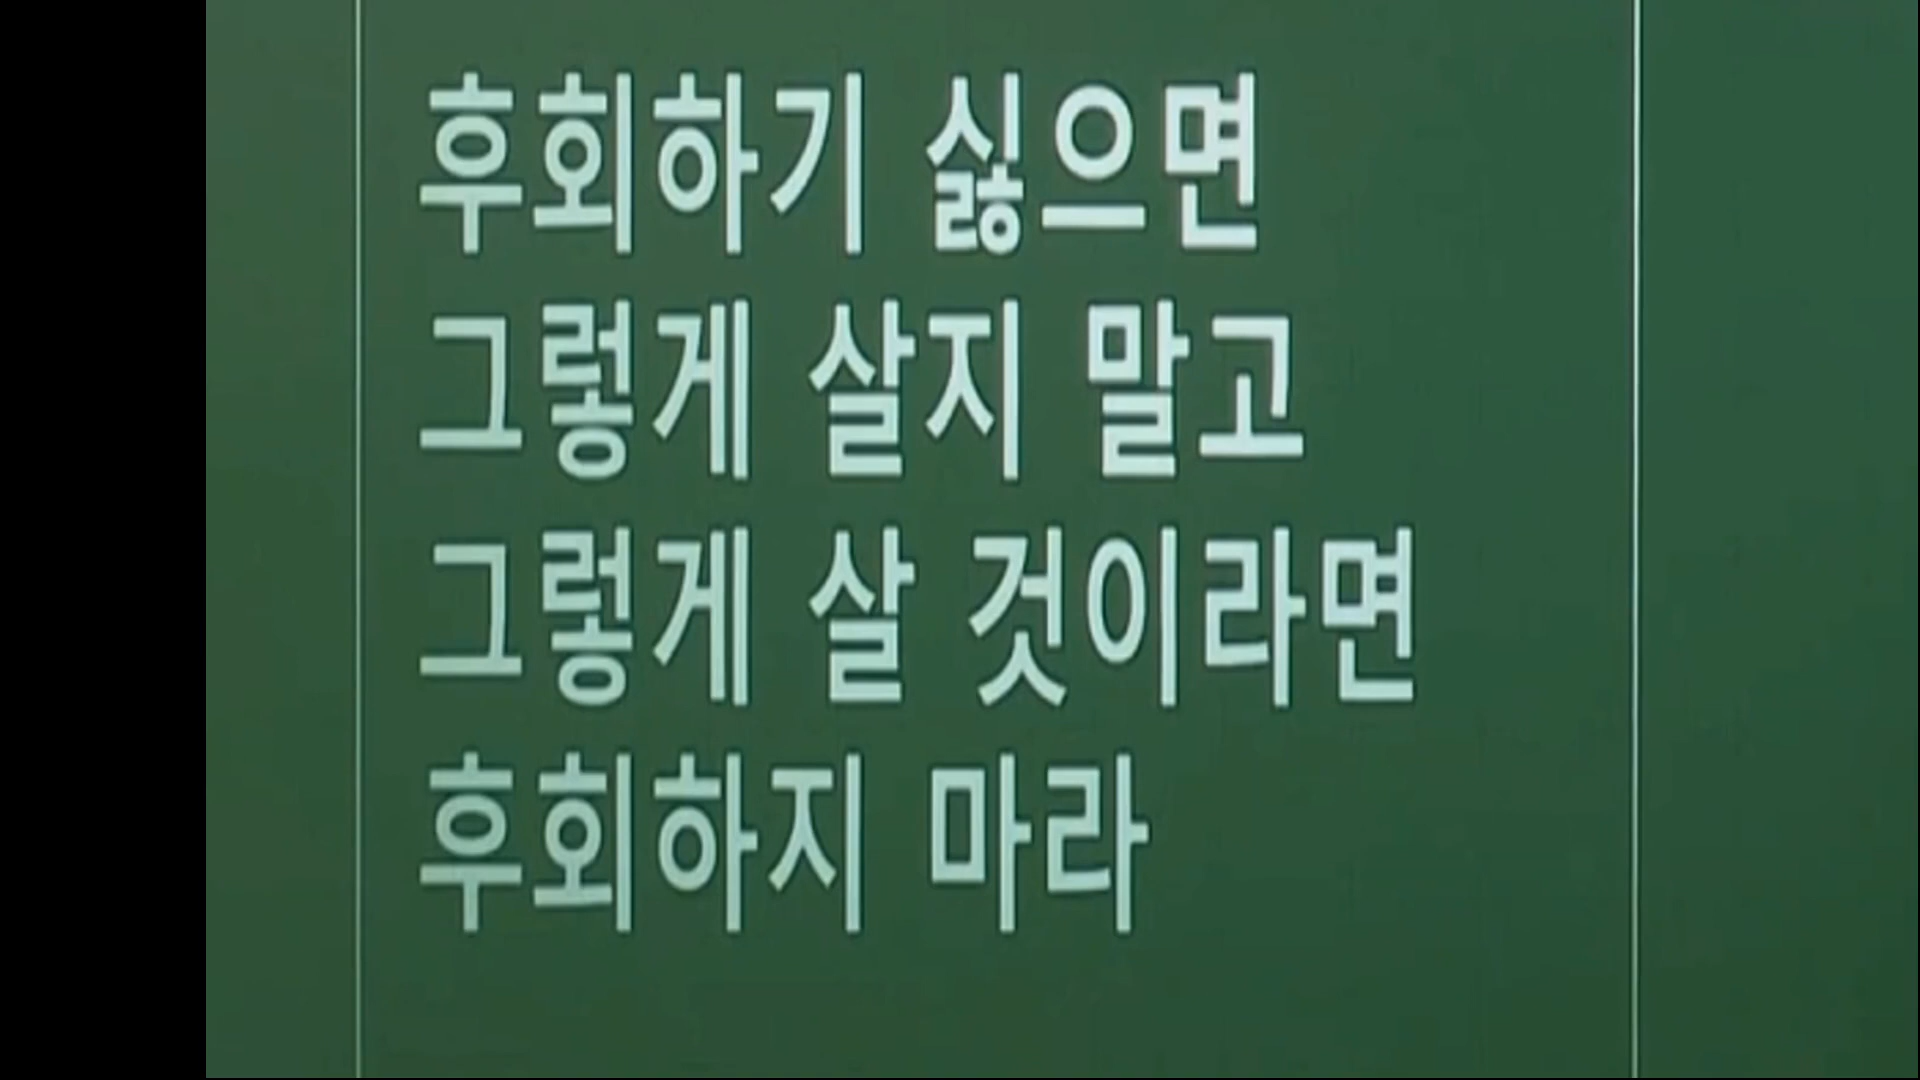 후회하기 싫으면
그렇게 살지 말고
그렇게 살 것이라면
후회하지 마라